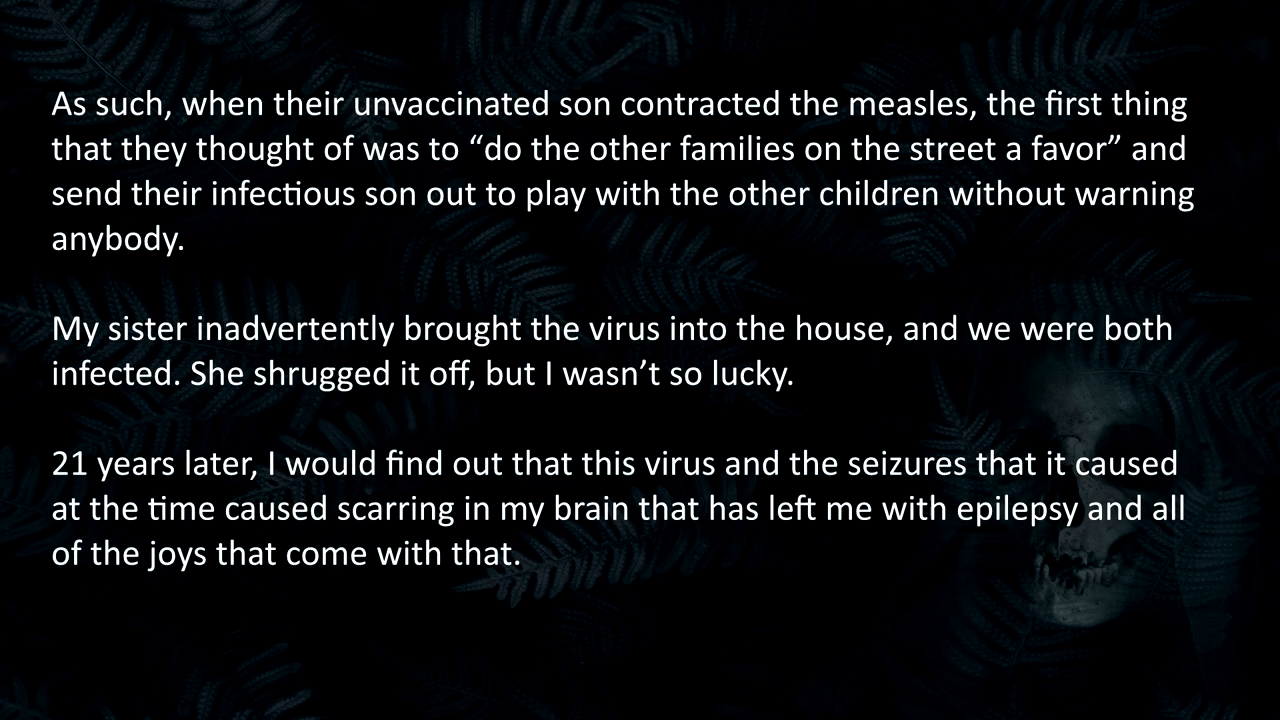 As such, when their unvaccinated son contracted the measles, the first thing
that they thought of was to “do the other families on the street a favor” and
send their infectious son out to play with the other children without warning
anybody.
My sister inadvertently brought the virus into the house, and we were both
infected. She shrugged it off, but I wasn’t so lucky.
21 years later, I would find out that this virus and the seizures that it caused
at the time caused scarring in my brain that has left me with epilepsy and all
of the joys that come with that.